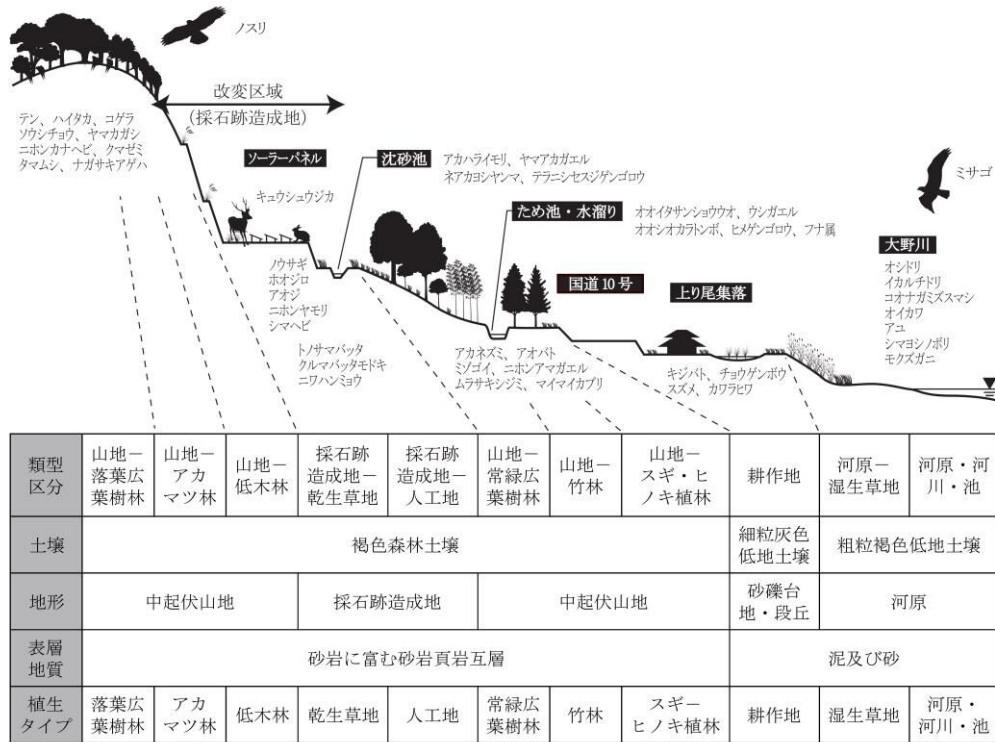 ノスリ
改変区域
(採石跡造成地)
テン、ハイタカ、コゲラ
ソウシチョウ、ヤマカガシ
ニホンカナヘビ、クマゼミ
タマムシ、ナガサキアゲハ
ソーラーパネル
キュウシュウジカ
沈砂池
アカハライモリ、ヤマアカガエル
ネアカヨシヤンマ、テラニシセスジゲンゴロウ
ミサゴ
ため池・水溜り
オオイタサンショウウオ、ウシガエル
オオシオカラトンボ、ヒメゲンゴロウ、フナ属
ノウサギ
ホオジロ
アオジ
ニホンヤモリ
シマヘビ
トノサマバッタ
クルマバッタモドキ
ニワハンミョウ
国道10号
上り尾集落
大野川
オシドリ
イカルチドリ
コオナガミズスマシ
オイカワ
アユ
シマヨシノボリ
モクズガニ
アカネズミ、アオバト
ミゾゴイ、ニホンアマガエル
ムラサキシジミ、マイマイカブリ
キジバト、チョウゲンボウ
スズメ、カワラヒワ
類型
区分
山地−
落葉広
葉樹林
山地−
アカ
マツ林
山地−
低木林
採石跡
造成地−
乾生草地
採石跡
造成地−
人工地
山地−
常緑広
葉樹林
山地−
竹林
山地−
スギ・ヒ
ノキ植林
耕作地
河原−
湿生草地
河原・河
川・池
土壌
褐色森林土壌
細粒灰色
低地土壌
粗粒褐色低地土壌
地形
中起伏山地
採石跡造成地
中起伏山地
砂礫台
地・段丘
河原
表層
地質
砂岩に富む砂岩頁岩互層
泥及び砂
植生
タイプ
落葉広
葉樹林
アカ
マツ林
低木林
乾生草地
人工地
常緑広
葉樹林
竹林
スギ−
ヒノキ植林
耕作地
湿生草地
河原・
河川・池